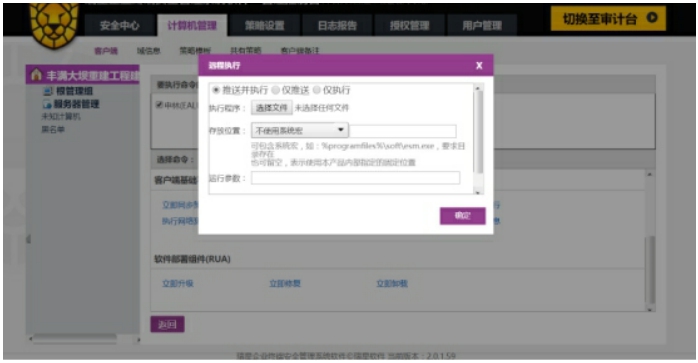 安全中心 计算机管理 策略设置 日志报告 授权管理 用户管理 切换至审计台
客户端 域信息 策略模板 共有策略 客户端备注
丰满大坝重建工程建
根管理组
服务器管理
未知计算机
黑名单
远程执行 X
推送并执行 仅推送 仅执行
执行程序： 选择文件 未选择任何文件
存放位置： 不使用系统宏
可包含系统宏，如：%programfiles%\soft\esm.exe，要求目
录存在
也可留空，表示使用本产品内部指定的固定位置
运行参数：
确定
选择命令：
客户端基础
立即同步
执行网络
软件部署组件(RUA)
立即升级 立即修复 立即卸载
返回
瑞星企业终端安全管理系统软件©瑞星软件 当前版本：2.0.1.59